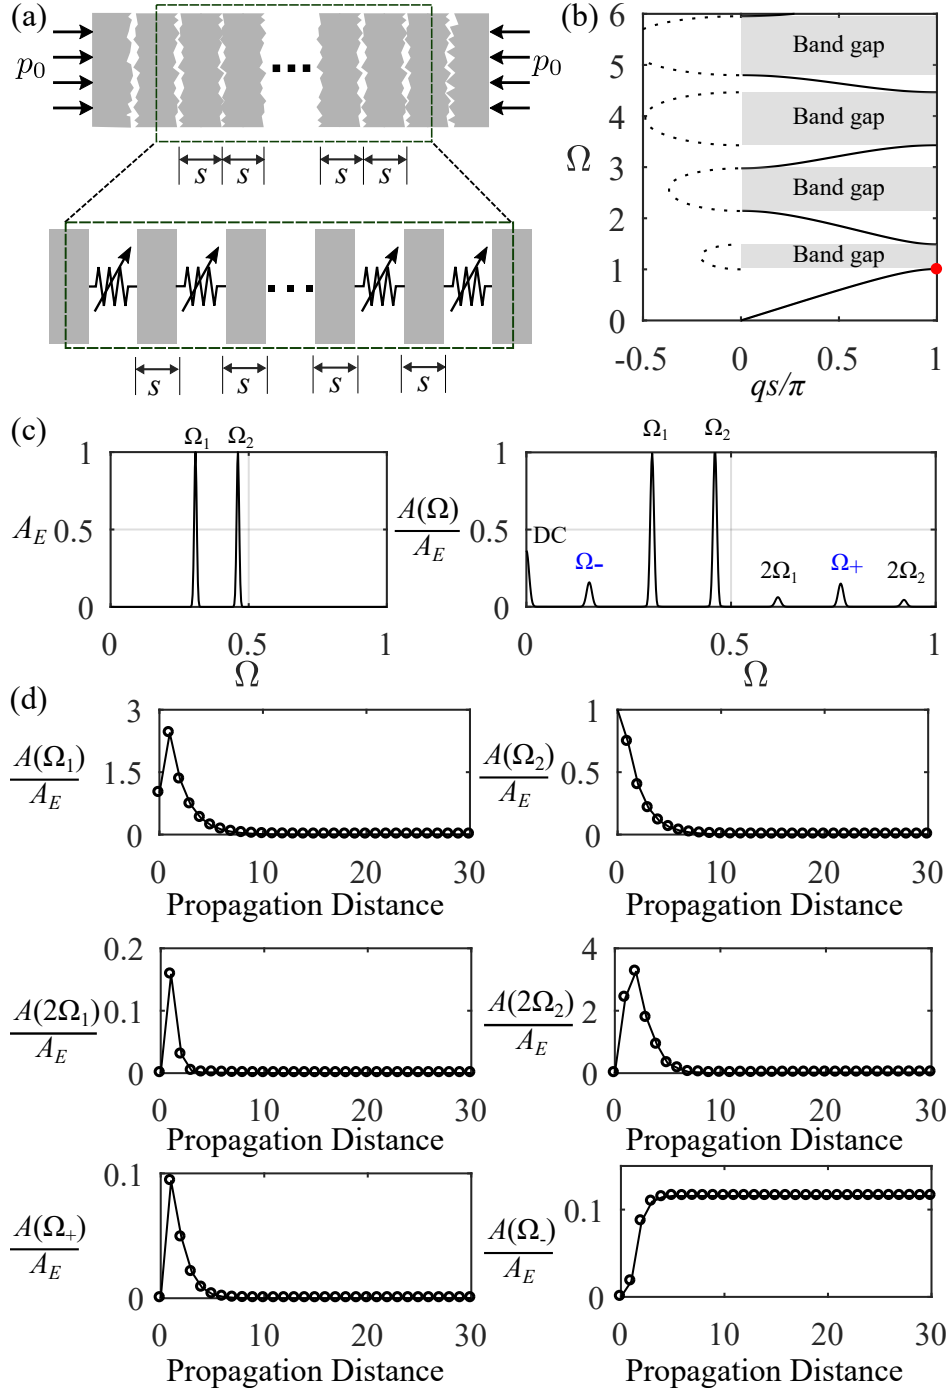 (a)
p0 p0
s s s s
s s s s
(b)
6
5
4
3
2
1
0
Ω
Band gap
Band gap
Band gap
Band gap
-0.5 0 0.5 1
qs/π
(c)
Ω1 Ω2
1
AE 0.5
0
0 0.5 1
Ω
Ω1 Ω2
1
A(Ω)
AE
0.5
0
DC
Ω-
2Ω1
Ω+
2Ω2
0 0.5 1
Ω
(d)
A(Ω1)
AE
3
1.5
0
0 10 20 30
Propagation Distance
A(Ω2)
AE
1
0.5
0
0 10 20 30
Propagation Distance
A(2Ω1)
AE
0.2
0.1
0
0 10 20 30
Propagation Distance
A(2Ω2)
AE
4
2
0
0 10 20 30
Propagation Distance
A(Ω+)
AE
0.1
0
0 10 20 30
Propagation Distance
A(Ω-)
AE
0.1
0
0 10 20 30
Propagation Distance